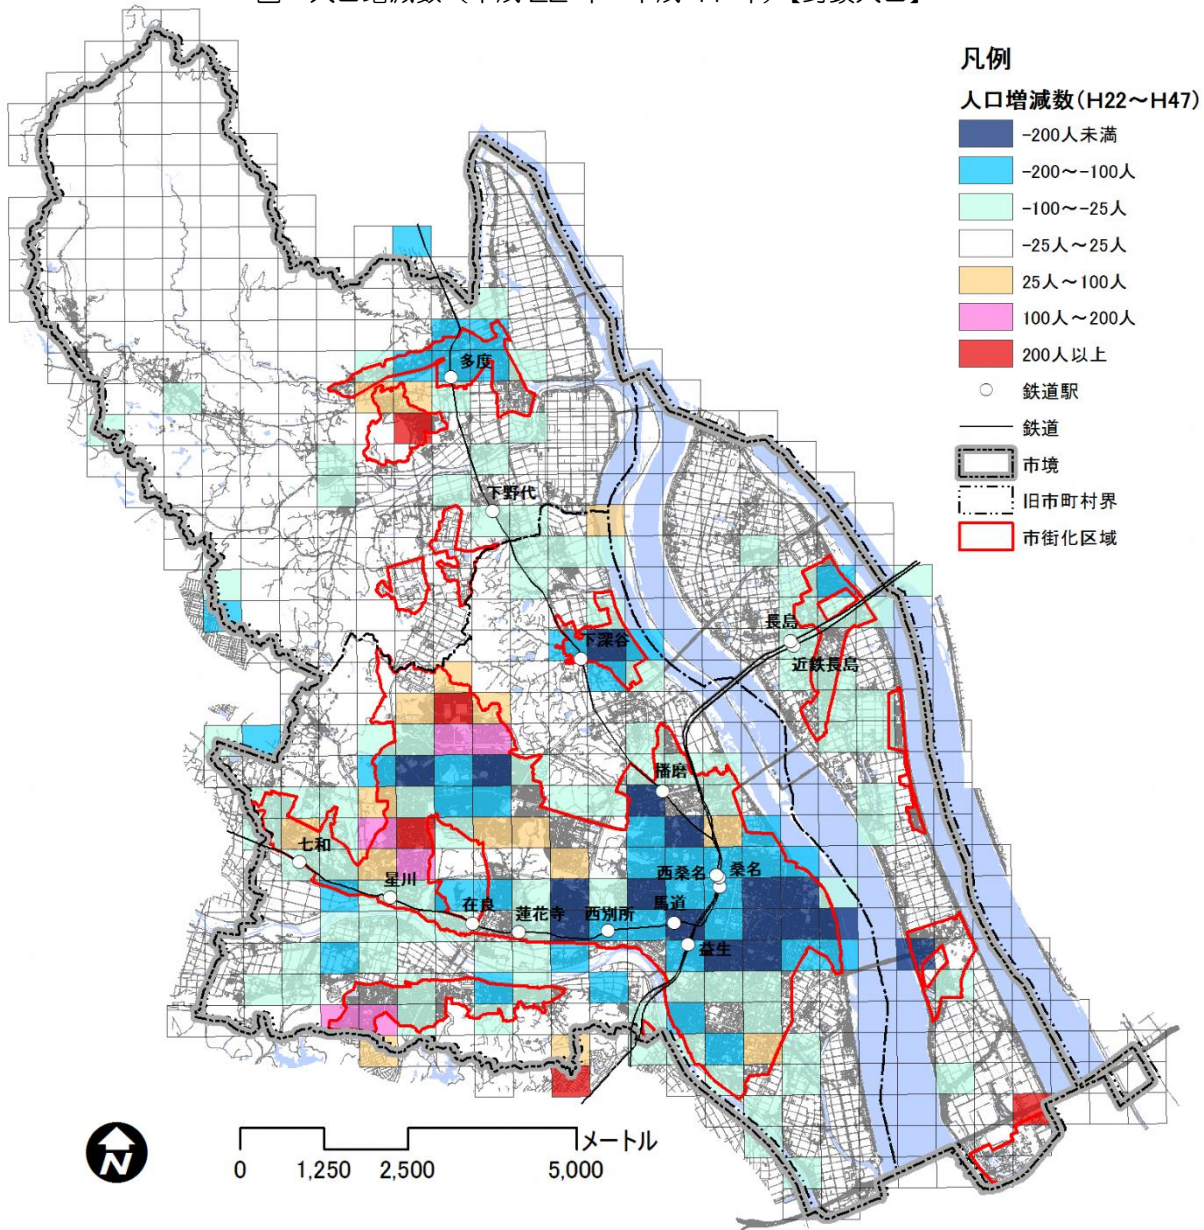 凡例
人口増減数(H22～H47)
-200人未満
-200～-100人
-100～-25人
-25人～25人
25人～100人
100人～200人
200人以上
鉄道駅
鉄道
市境
旧市町村界
市街化区域
多度
下野代
下深谷
長島
近鉄長島
播磨
七和
星川
在良
蓮花寺
西別所
馬道
西桑名
桑名
益生
N
メートル
0 1,250 2,500 5,000